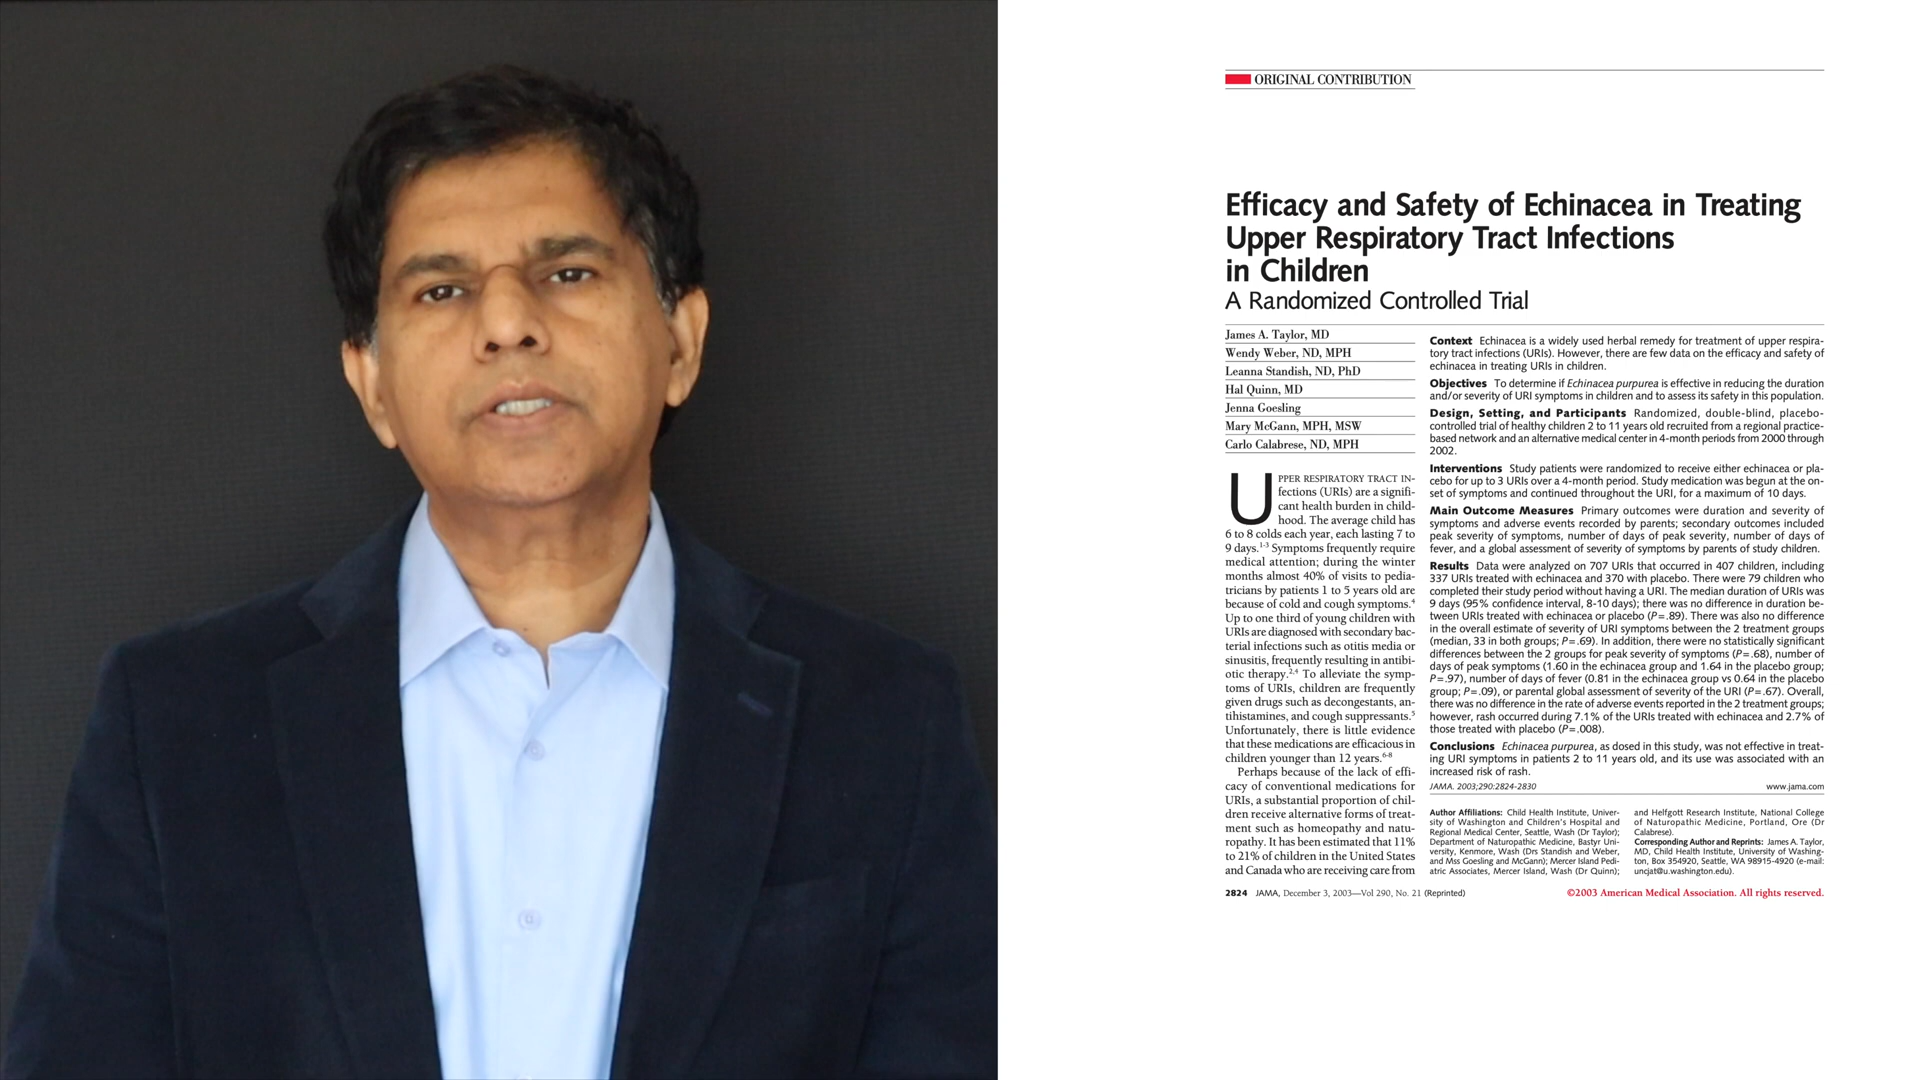 ORIGINAL CONTRIBUTION
Efficacy and Safety of Echinacea in Treating
Upper Respiratory Tract Infections
in Children
A Randomized Controlled Trial
James A. Taylor, MD
Wendy Weber, ND, MPH
Leanna Standish, ND, PhD
Hal Quinn, MD
Jenna Goesling
Mary McGann, MPH, MSW
Carlo Calabrese, ND, MPH
UPPER RESPIRATORY TRACT IN-
fections (URIs) are a signifi-
cant health burden in child-
hood. The average child has
6 to 8 colds each year, each lasting 7 to
9 days.1-3 Symptoms frequently require
medical attention; during the winter
months almost 40% of visits to pedia-
tricians by patients 1 to 5 years old are
because of cold and cough symptoms.4
Up to one third of young children with
URIs are diagnosed with secondary bac-
terial infections such as otitis media or
sinusitis, frequently resulting in antibi-
otic therapy.2,4 To alleviate the symp-
toms of URIs, children are frequently
given drugs such as decongestants, an-
tihistamines, and cough suppressants.5
Unfortunately, there is little evidence
that these medications are efficacious in
children younger than 12 years.6-8
Perhaps because of the lack of effi-
cacy of conventional medications for
URIs, a substantial proportion of chil-
dren receive alternative forms of treat-
ment such as homeopathy and natu-
ropathy. It has been estimated that 11%
to 21% of children in the United States
and Canada who are receiving care from
Context Echinacea is a widely used herbal remedy for treatment of upper respira-
tory tract infections (URIs). However, there are few data on the efficacy and safety of
echinacea in treating URIs in children.
Objectives To determine if Echinacea purpurea is effective in reducing the duration
and/or severity of URI symptoms in children and to assess its safety in this population.
Design, Setting, and Participants Randomized, double-blind, placebo-
controlled trial of healthy children 2 to 11 years old recruited from a regional practice-
based network and an alternative medical center in 4-month periods from 2000 through
2002.
Interventions Study patients were randomized to receive either echinacea or pla-
cebo for up to 3 URIs over a 4-month period. Study medication was begun at the on-
set of symptoms and continued throughout the URI, for a maximum of 10 days.
Main Outcome Measures Primary outcomes were duration and severity of
symptoms and adverse events recorded by parents; secondary outcomes included
peak severity of symptoms, number of days of peak severity, number of days of
fever, and a global assessment of severity of symptoms by parents of study children.
Results Data were analyzed on 707 URIs that occurred in 407 children, including
337 URIs treated with echinacea and 370 with placebo. There were 79 children who
completed their study period without having a URI. The median duration of URIs was
9 days (95% confidence interval, 8-10 days); there was no difference in duration be-
tween URIs treated with echinacea or placebo (P=.89). There was also no difference
in the overall estimate of severity of URI symptoms between the 2 treatment groups
(median, 33 in both groups; P=.69). In addition, there were no statistically significant
differences between the 2 groups for peak severity of symptoms (P=.68), number of
days of peak symptoms (1.60 in the echinacea group and 1.64 in the placebo group;
P=.97), number of days of fever (0.81 in the echinacea group vs 0.64 in the placebo
group; P=.09), or parental global assessment of severity of the URI (P=.67). Overall,
there was no difference in the rate of adverse events reported in the 2 treatment groups;
however, rash occurred during 7.1% of the URIs treated with echinacea and 2.7% of
those treated with placebo (P=.008).
Conclusions Echinacea purpurea, as dosed in this study, was not effective in treat-
ing URI symptoms in patients 2 to 11 years old, and its use was associated with an
increased risk of rash.
JAMA. 2003;290:2824-2830 www.jama.com
Author Affiliations: Child Health Institute, Univer-
sity of Washington and Children's Hospital and
Regional Medical Center, Seattle, Wash (Dr Taylor);
Department of Naturopathic Medicine, Bastyr Uni-
versity, Kenmore, Wash (Drs Standish and Weber,
and Mss Goesling and McGann); Mercer Island Pedi-
atric Associates, Mercer Island, Wash (Dr Quinn);
and Helfgott Research Institute, National College
of Naturopathic Medicine, Portland, Ore (Dr
Calabrese).
Corresponding Author and Reprints: James A. Taylor,
MD, Child Health Institute, University of Washing-
ton, Box 354920, Seattle, WA 98915-4920 (e-mail:
uncjat@u.washington.edu).
2824 JAMA, December 3, 2003—Vol 290, No. 21 (Reprinted) ©2003 American Medical Association. All rights reserved.